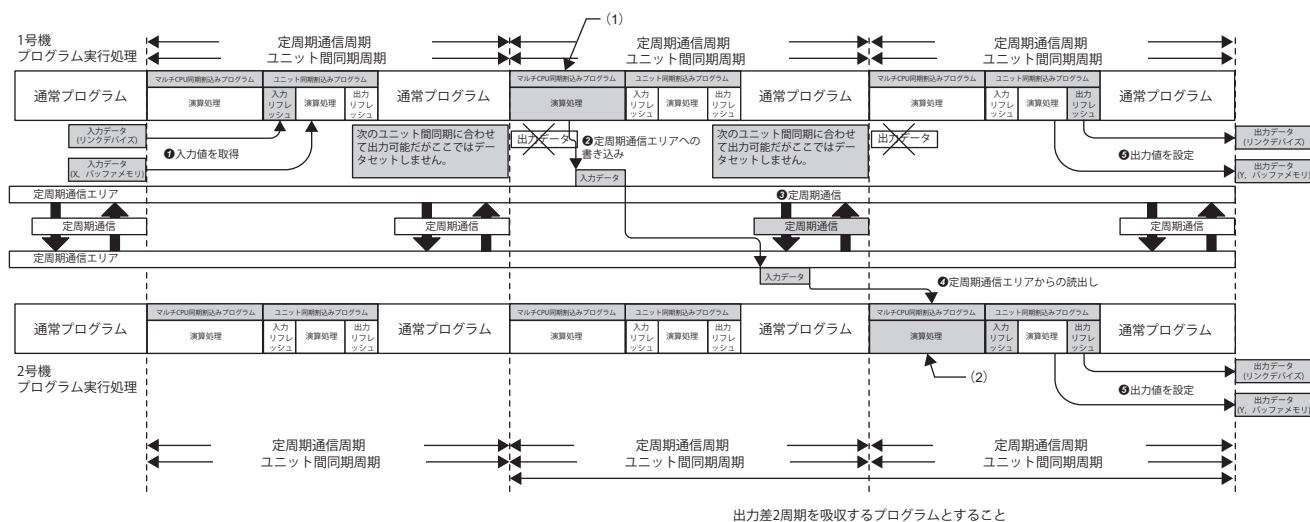 (1)
1号機
プログラム実行処理
定周期通信周期
ユニット間同期周期
定周期通信周期
ユニット間同期周期
定周期通信周期
ユニット間同期周期
通常プログラム
マルチCPU同期割込みプログラム
演算処理
ユニット同期割込みプログラム
入力
リフレ
ッシュ
演算処理
出力
リフレ
ッシュ
通常プログラム
マルチCPU同期割込みプログラム
演算処理
ユニット同期割込みプログラム
入力
リフレ
ッシュ
演算処理
出力
リフレ
ッシュ
通常プログラム
マルチCPU同期割込みプログラム
演算処理
ユニット同期割込みプログラム
入力
リフレ
ッシュ
演算処理
出力
リフレ
ッシュ
通常プログラム
入力データ
(リンクデバイス)
❶入力値を取得
入力データ
(X, バッファメモリ)
次のユニット間同期に合わせ
て出力可能だがここではデー
タセットしません。
出力データ
❷定周期通信エリアへの
書き込み
入力データ
次のユニット間同期に合わせ
て出力可能だがここではデー
タセットしません。
出力データ
❺出力値を設定
出力データ
(リンクデバイス)
出力データ
(Y, バッファメモリ)
定周期通信エリア
❸定周期通信
定周期通信
定周期通信
定周期通信
定周期通信
定周期通信エリア
入力データ
❹定周期通信エリアからの読出し
通常プログラム
マルチCPU同期割込みプログラム
演算処理
ユニット同期割込みプログラム
入力
リフレ
ッシュ
演算処理
出力
リフレ
ッシュ
通常プログラム
マルチCPU同期割込みプログラム
演算処理
ユニット同期割込みプログラム
入力
リフレ
ッシュ
演算処理
出力
リフレ
ッシュ
通常プログラム
マルチCPU同期割込みプログラム
演算処理
ユニット同期割込みプログラム
入力
リフレ
ッシュ
演算処理
出力
リフレ
ッシュ
通常プログラム
2号機
プログラム実行処理
(2)
❺出力値を設定
出力データ
(リンクデバイス)
出力データ
(Y, バッファメモリ)
定周期通信周期
ユニット間同期周期
定周期通信周期
ユニット間同期周期
定周期通信周期
ユニット間同期周期
出力差2周期を吸収するプログラムとすること